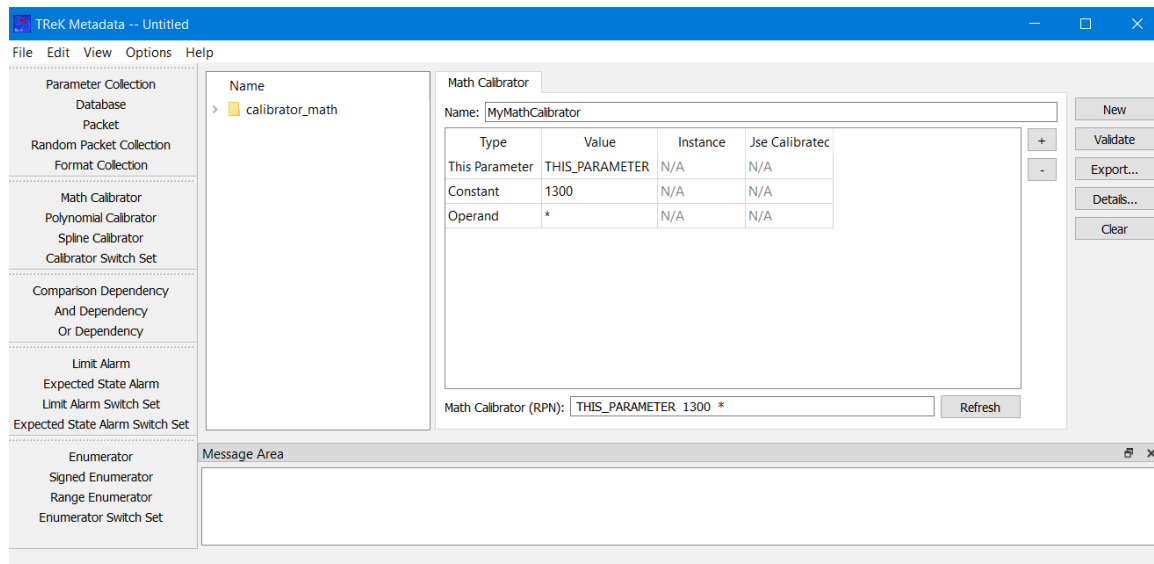 TReK Metadata -- Untitled
File Edit View Options Help
Parameter Collection
Database
Packet
Random Packet Collection
Format Collection
Math Calibrator
Polynomial Calibrator
Spline Calibrator
Calibrator Switch Set
Comparison Dependency
And Dependency
Or Dependency
Limit Alarm
Expected State Alarm
Limit Alarm Switch Set
Expected State Alarm Switch Set
Enumerator
Signed Enumerator
Range Enumerator
Enumerator Switch Set
Name
calibrator_math
Math Calibrator
Name: MyMathCalibrator
Type Value Instance Jse Calibratec
This Parameter THIS_PARAMETER N/A N/A
Constant 1300 N/A N/A
Operand * N/A N/A
+
-
Math Calibrator (RPN): THIS_PARAMETER 1300 * Refresh
New
Validate
Export...
Details...
Clear
Message Area